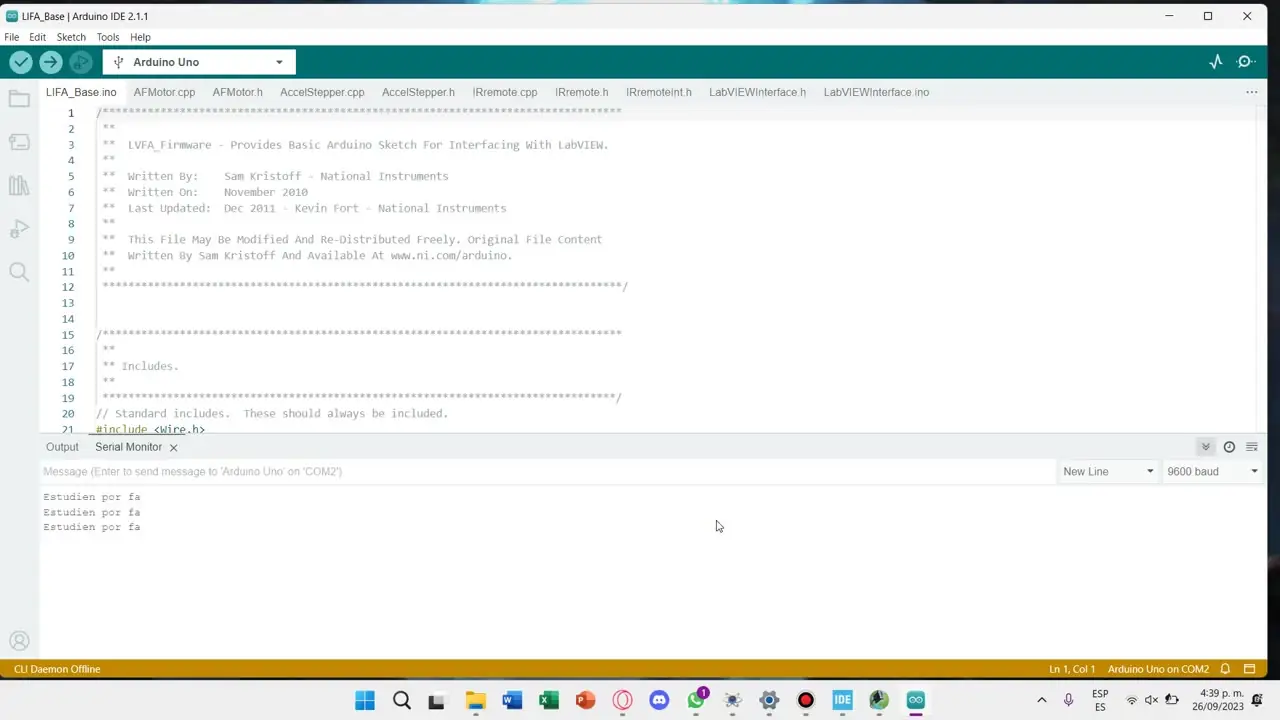 LIFA_Base | Arduino IDE 2.1.1
File Edit Sketch Tools Help
Arduino Uno
LIFA_Base.ino AFMotor.cpp AFMotor.h AccelStepper.cpp AccelStepper.h IRremote.cpp IRremote.h IRremoteInt.h LabVIEWInterface.h LabVIEWInterface.ino
1 /*********************************************************************************
2 **
3 ** LVFA_Firmware - Provides Basic Arduino Sketch For Interfacing With LabVIEW.
4 **
5 ** Written By: Sam Kristoff - National Instruments
6 ** Written On: November 2010
7 ** Last Updated: Dec 2011 - Kevin Fort - National Instruments
8 **
9 ** This File May Be Modified And Re-Distributed Freely. Original File Content
10 ** Written By Sam Kristoff And Available At www.ni.com/arduino.
11 **
12 *********************************************************************************/
13
14
15 /*********************************************************************************
16 **
17 ** Includes.
18 **
19 ********************************************************************************/
20 // Standard includes. These should always be included.
21 #include <Wire.h>
Output Serial Monitor
Message (Enter to send message to 'Arduino Uno' on 'COM2')
New Line 9600 baud
Estudien por fa
Estudien por fa
Estudien por fa
CLI Daemon Offline
Ln 1, Col 1 Arduino Uno on COM2
1
IDE
ESP
ES
4:39 p. m.
26/09/2023